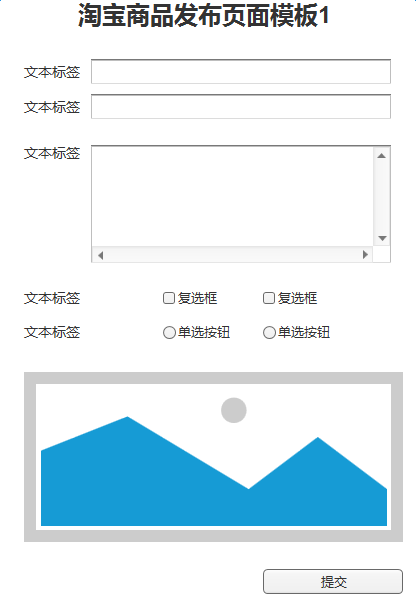 淘宝商品发布页面模板1
文本标签
文本标签
文本标签
文本标签 复选框 复选框
文本标签 单选按钮 单选按钮
提交